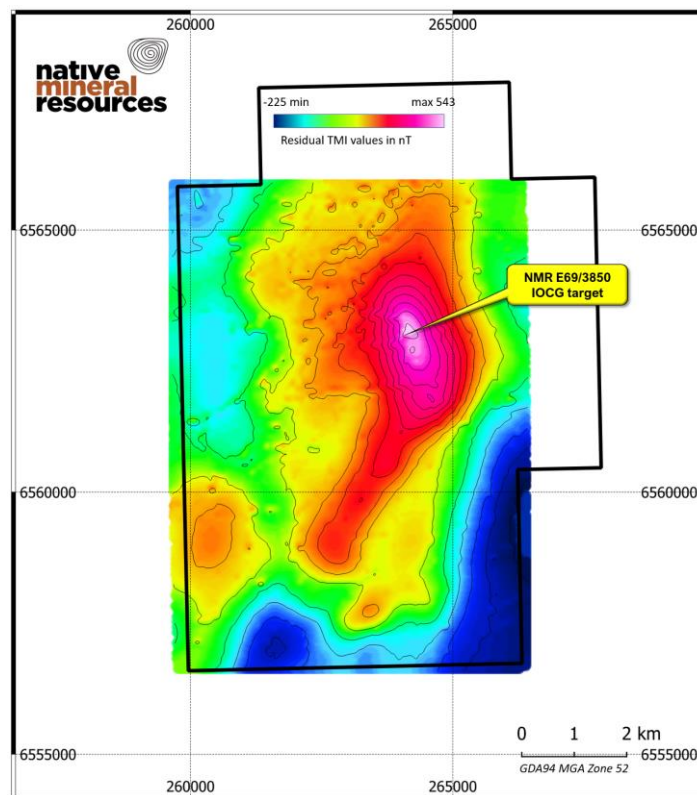 260000 265000
native
mineral
resources
-225 min max 543
Residual TMI values in nT
6565000 6565000
NMR E69/3850
IOCG target
6560000 6560000
0 1 2 km
GDA94 MGA Zone 52
6555000 6555000
260000 265000